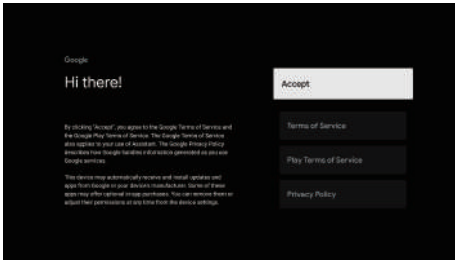 Google
Hi there!
By clicking "Accept", you agree to the Google Terms of Service and
the Google Play Terms of Service. The Google Terms of Service
also applies to your use of Assistant. The Google Privacy Policy
describes how Google handles information generated as you use
Google services.
This device may automatically receive and install updates and
apps from Google or your device's manufacturer. Some of these
apps may offer optional in-app purchases. You can remove them or
adjust their permissions at any time from the device settings.
Accept
Terms of Service
Play Terms of Service
Privacy Policy